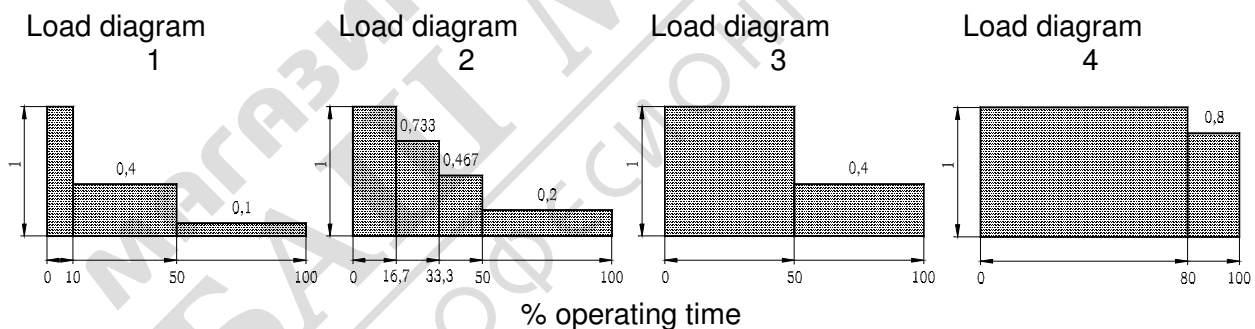 Load diagram 1
Load diagram 2
Load diagram 3
Load diagram 4
1
0,4
0,1
0 10 50 100
1
0,733
0,467
0,2
0 16,7 33,3 50 100
1
0,4
0 50 100
1
0,8
0 80 100
% operating time